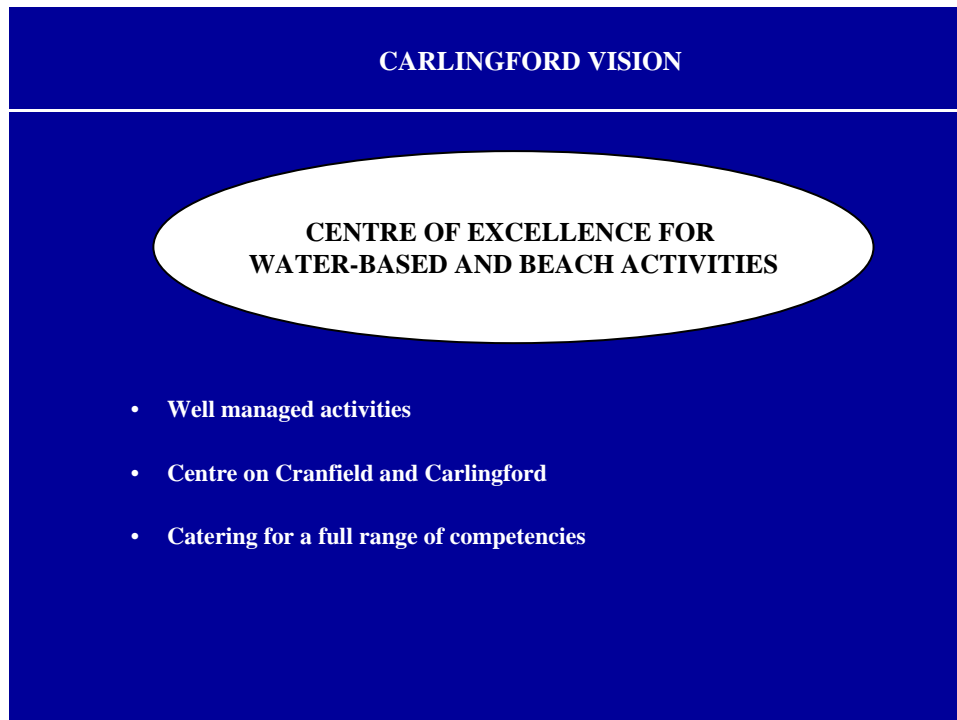 CARLINGFORD VISION
CENTRE OF EXCELLENCE FOR
WATER-BASED AND BEACH ACTIVITIES
• Well managed activities
• Centre on Cranfield and Carlingford
• Catering for a full range of competencies